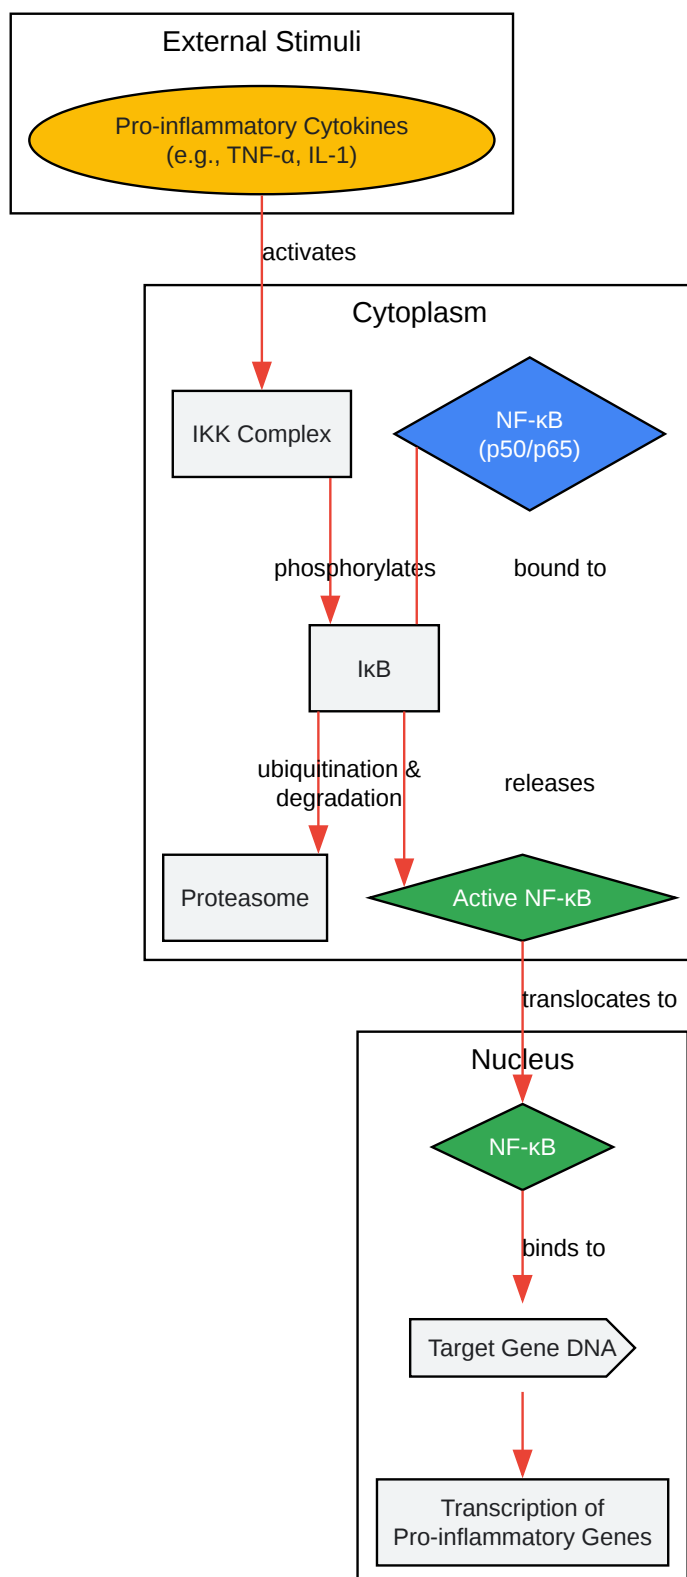 External Stimuli
Pro-inflammatory Cytokines
(e.g., TNF-α, IL-1)
activates
Cytoplasm
IKK Complex
NF-κB
(p50/p65)
phosphorylates
bound to
IκB
ubiquitination &
degradation
releases
Proteasome
Active NF-κB
translocates to
Nucleus
NF-κB
binds to
Target Gene DNA
Transcription of
Pro-inflammatory Genes